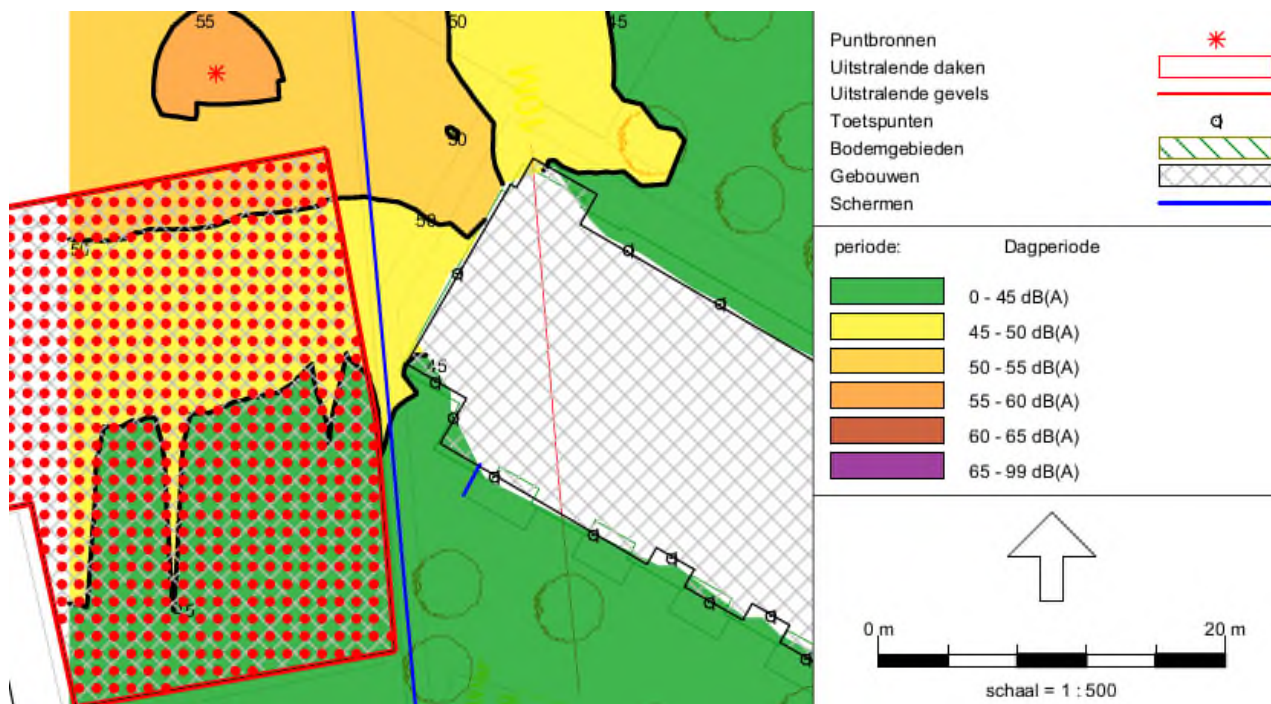 55
50
45
50
50
50
45
Puntbronnen
Uitstralende daken
Uitstralende gevels
Toetspunten
Bodemgebieden
Gebouwen
Schermen
periode: Dagperiode
0 - 45 dB(A)
45 - 50 dB(A)
50 - 55 dB(A)
55 - 60 dB(A)
60 - 65 dB(A)
65 - 99 dB(A)
0 m 20 m
schaal = 1 : 500